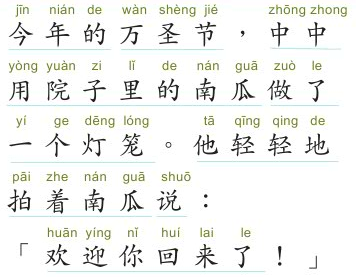 jīn nián de wàn shèng jié zhōng zhong
今年的万圣节，中中
yòng yuàn zi lǐ de nán guā zuò le
用院子里的南瓜做了
yí ge dēng lóng tā qīng qing de
一个灯笼。他轻轻地
pāi zhe nán guā shuō
拍着南瓜说：
huān yíng nǐ huí lai le
「欢迎你回来了！」